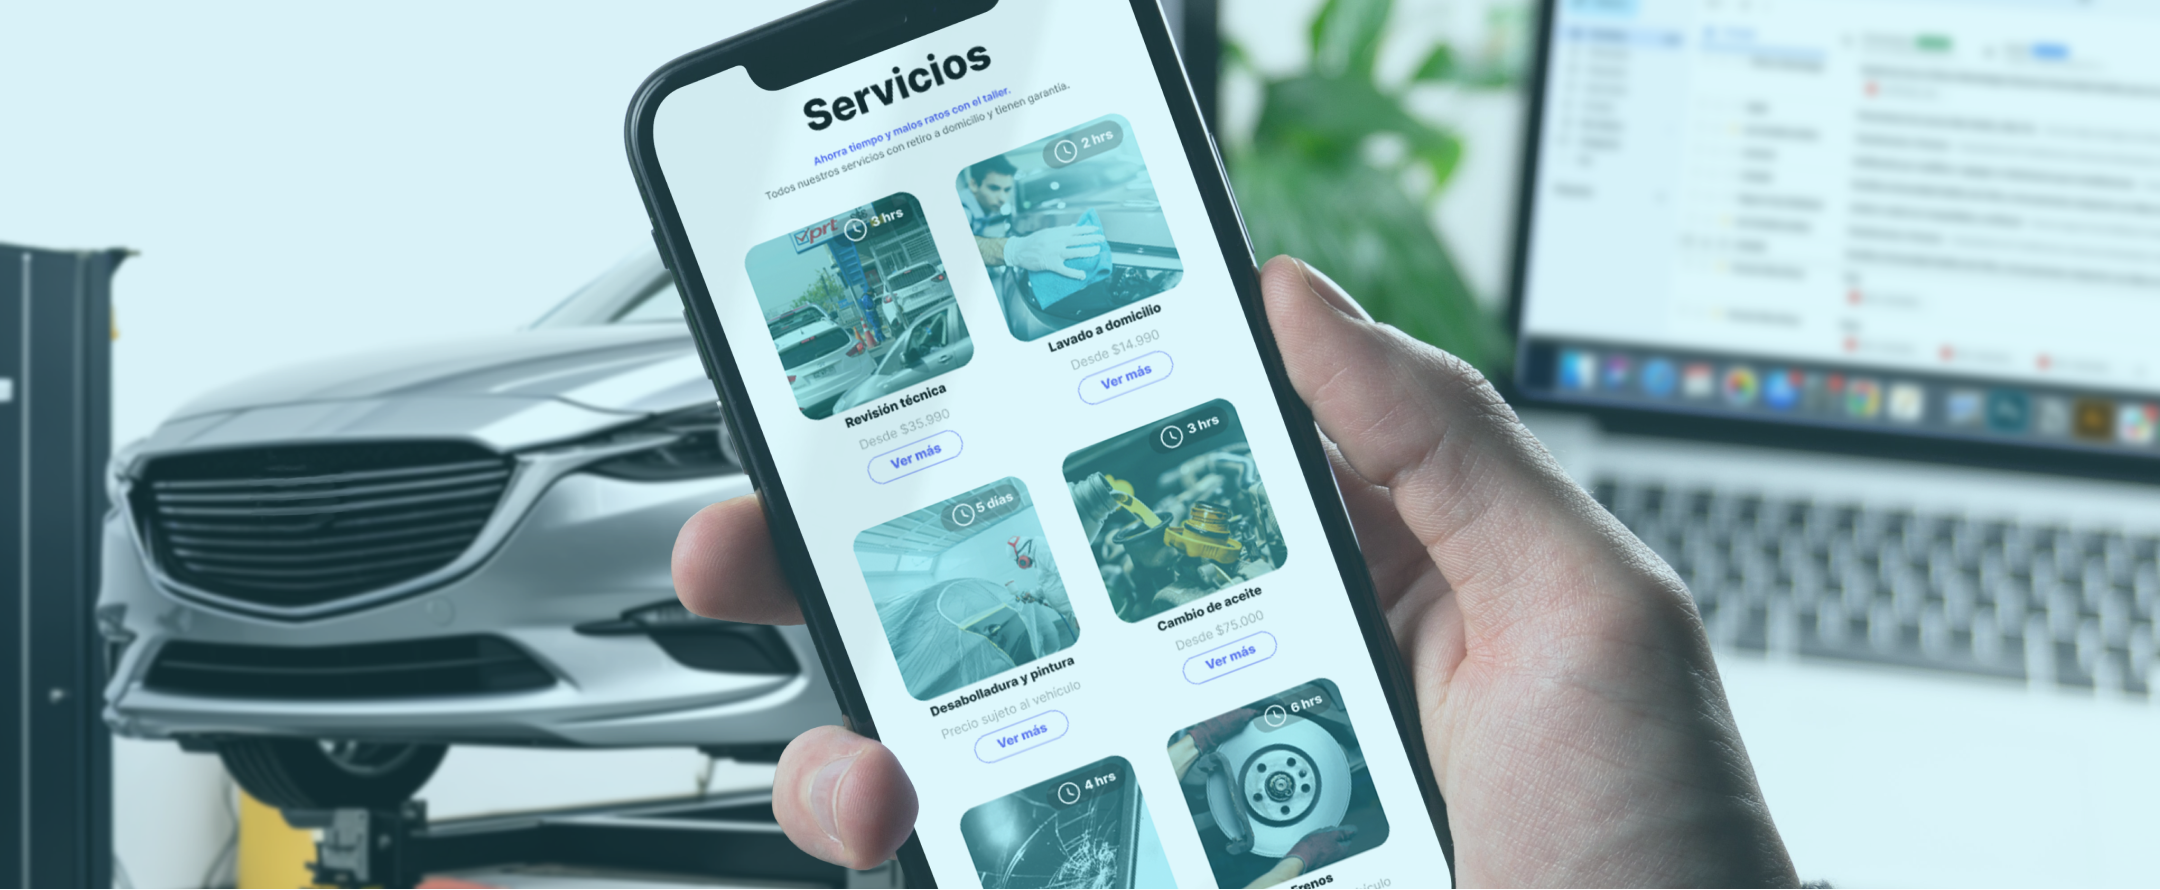 Servicios
Ahorra tiempo y malos ratos con el taller.
Todos nuestros servicios con retiro a domicilio y tienen garantía.
prt
3 hrs
Revisión técnica
Desde $35.990
Ver más
2 hrs
Lavado a domicilio
Desde $14.990
Ver más
5 días
Desabolladura y pintura
Precio sujeto al vehículo
Ver más
3 hrs
Cambio de aceite
Desde $75.000
Ver más
4 hrs
6 hrs
Frenos